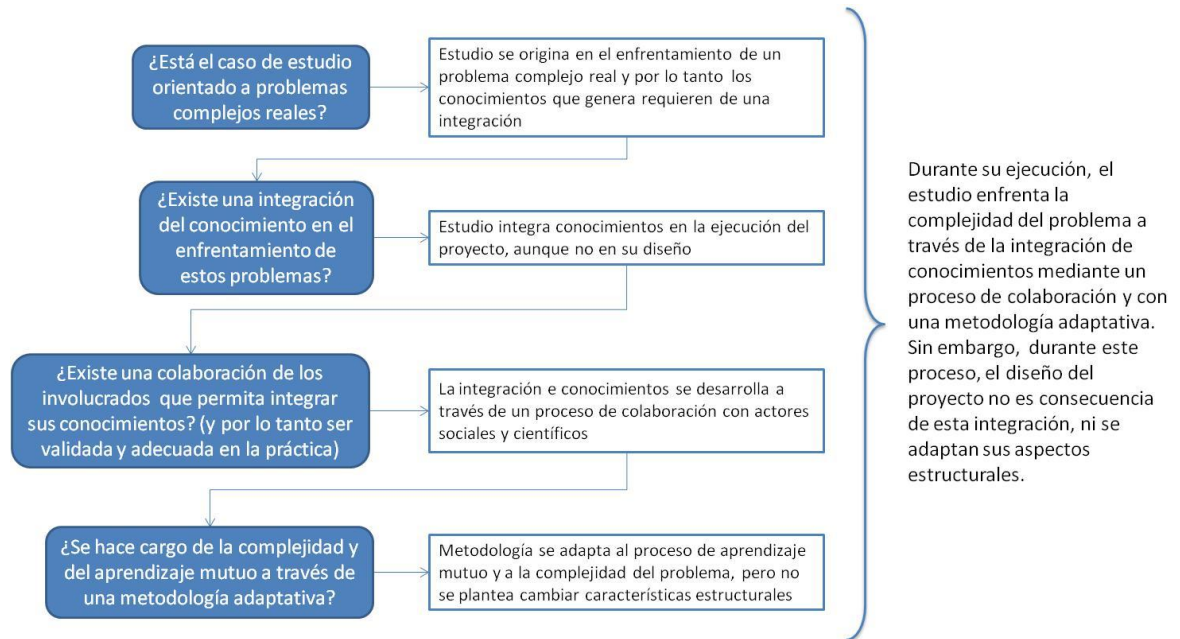 ¿Está el caso de estudio
orientado a problemas
complejos reales?
Estudio se origina en el enfrentamiento de un
problema complejo real y por lo tanto los
conocimientos que genera requieren de una
integración
¿Existe una integración
del conocimiento en el
enfrentamiento de
estos problemas?
Estudio integra conocimientos en la ejecución del
proyecto, aunque no en su diseño
¿Existe una colaboración de los
involucrados que permita integrar
sus conocimientos? (y por lo tanto ser
validada y adecuada en la práctica)
La integración e conocimientos se desarrolla a
través de un proceso de colaboración con actores
sociales y científicos
¿Se hace cargo de la complejidad y
del aprendizaje mutuo a través de
una metodología adaptativa?
Metodología se adapta al proceso de aprendizaje
mutuo y a la complejidad del problema, pero no
se plantea cambiar características estructurales
Durante su ejecución, el
estudio enfrenta la
complejidad del problema a
través de la integración de
conocimientos mediante un
proceso de colaboración y con
una metodología adaptativa.
Sin embargo, durante este
proceso, el diseño del
proyecto no es consecuencia
de esta integración, ni se
adaptan sus aspectos
estructurales.